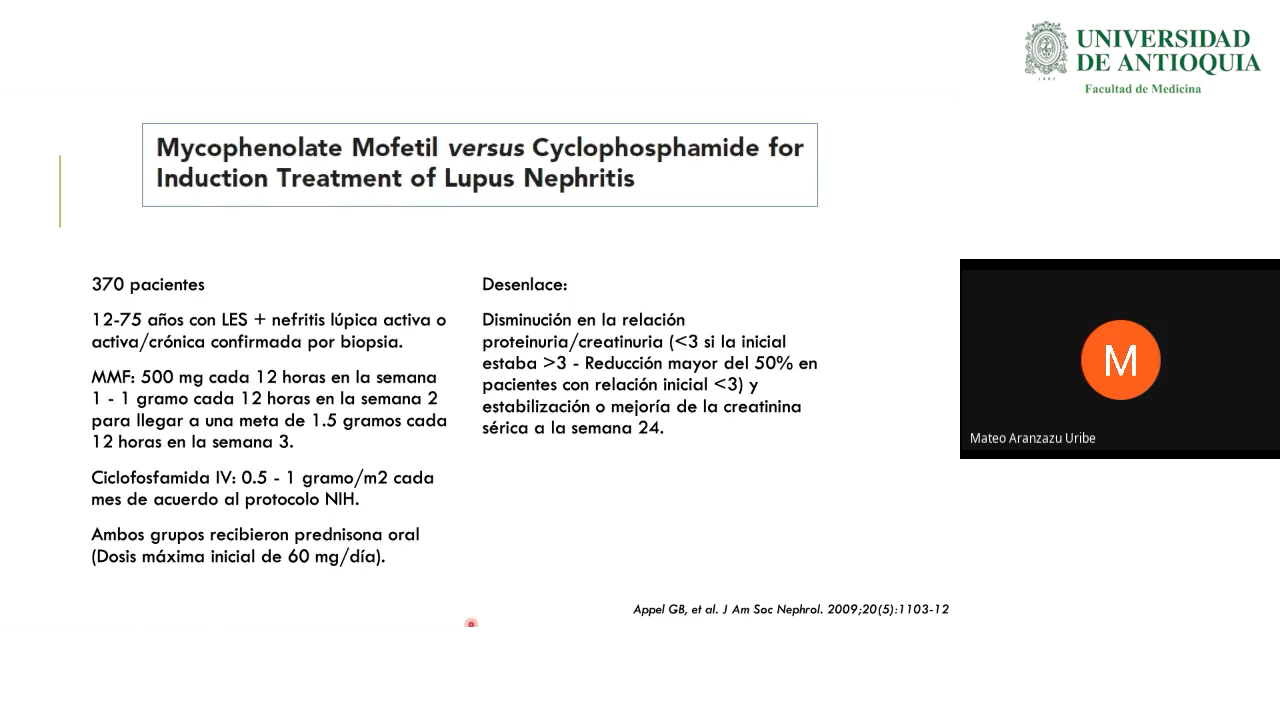 UNIVERSIDAD
DE ANTIOQUIA
1803
Facultad de Medicina
Mycophenolate Mofetil versus Cyclophosphamide for
Induction Treatment of Lupus Nephritis
370 pacientes
12-75 años con LES + nefritis lúpica activa o
activa/crónica confirmada por biopsia.
MMF: 500 mg cada 12 horas en la semana
1 - 1 gramo cada 12 horas en la semana 2
para llegar a una meta de 1.5 gramos cada
12 horas en la semana 3.
Ciclofosfamida IV: 0.5 - 1 gramo/m2 cada
mes de acuerdo al protocolo NIH.
Ambos grupos recibieron prednisona oral
(Dosis máxima inicial de 60 mg/día).
Desenlace:
Disminución en la relación
proteinuria/creatinuria (<3 si la inicial
estaba >3 - Reducción mayor del 50% en
pacientes con relación inicial <3) y
estabilización o mejoría de la creatinina
sérica a la semana 24.
M
Mateo Aranzazu Uribe
Appel GB, et al. J Am Soc Nephrol. 2009;20(5):1103-12